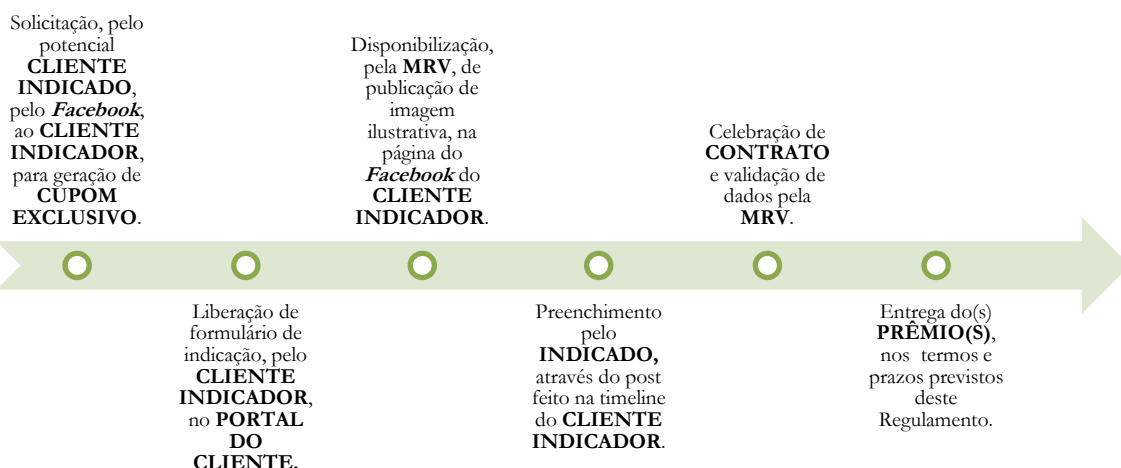 Solicitação, pelo
potencial
CLIENTE
INDICADO,
pelo Facebook,
ao CLIENTE
INDICADOR,
para geração de
CUPOM
EXCLUSIVO.
Liberação de
formulário de
indicação, pelo
CLIENTE
INDICADOR,
no PORTAL
DO
CLIENTE.
Disponibilização,
pela MRV, de
publicação de
imagem
ilustrativa, na
página do
Facebook do
CLIENTE
INDICADOR.
Preenchimento
pelo
INDICADO,
através do post
feito na timeline
do CLIENTE
INDICADOR.
Celebração de
CONTRATO
e validação de
dados pela
MRV.
Entrega do(s)
PRÊMIO(S),
nos termos e
prazos previstos
deste
Regulamento.